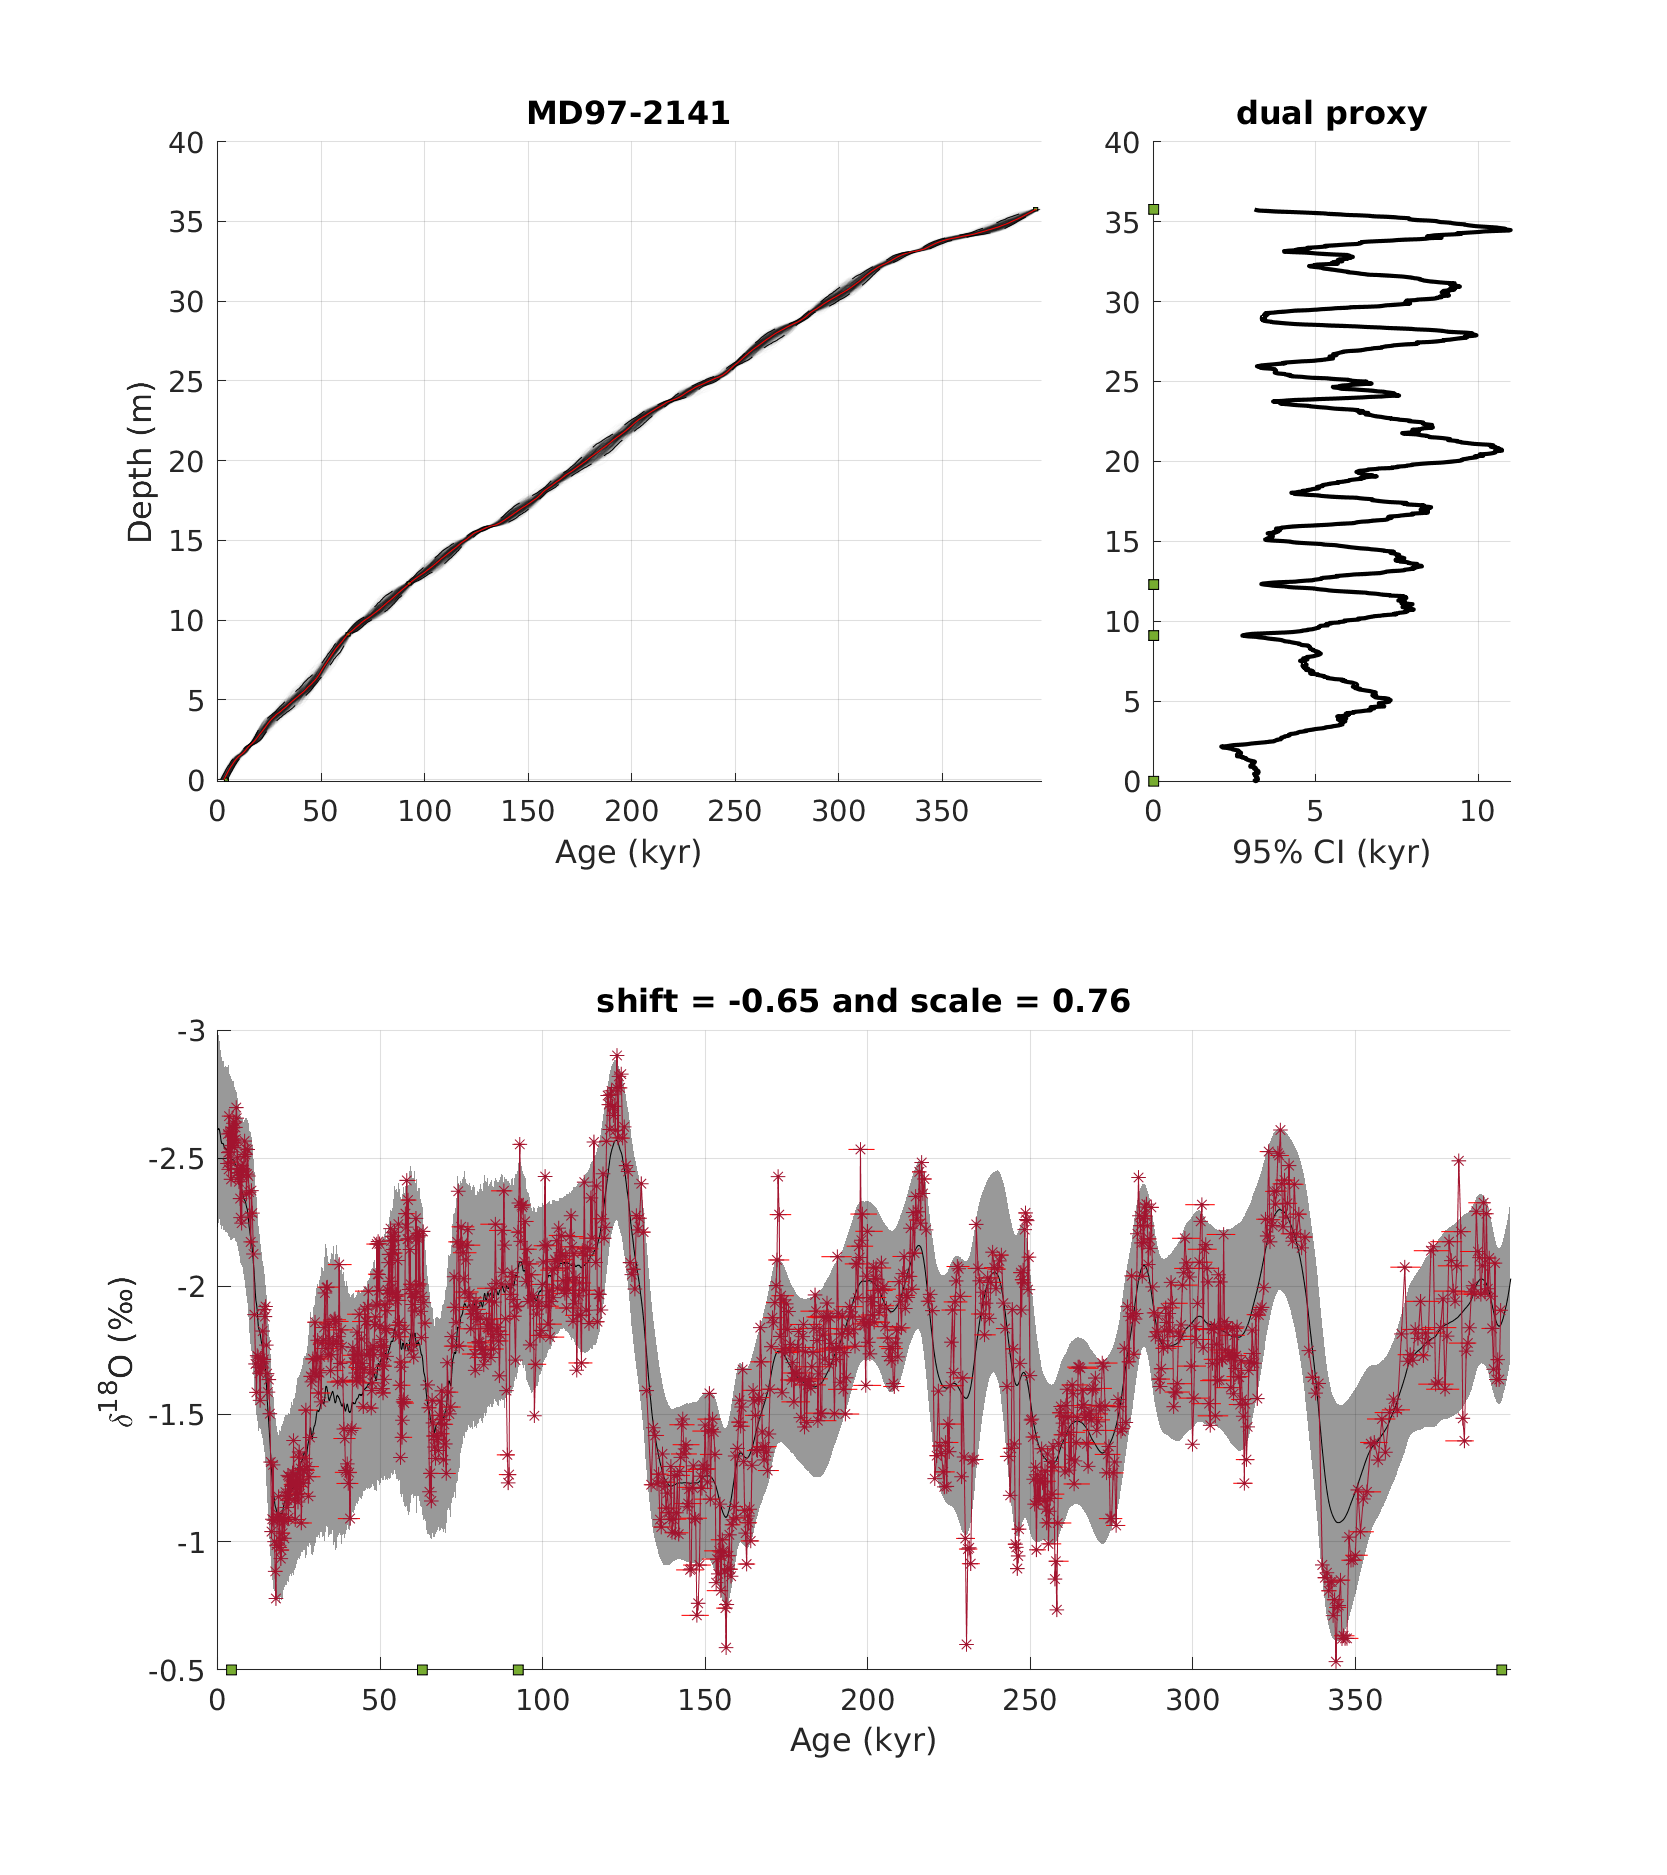 MD97-2141
dual proxy
40
35
30
25
20
15
10
5
0
Depth (m)
0 50 100 150 200 250 300 350
Age (kyr)
40
35
30
25
20
15
10
5
0
0 5 10
95% CI (kyr)
shift = -0.65 and scale = 0.76
-3
-2.5
-2
-1.5
-1
-0.5
δ¹⁸O (‰)
0 50 100 150 200 250 300 350
Age (kyr)